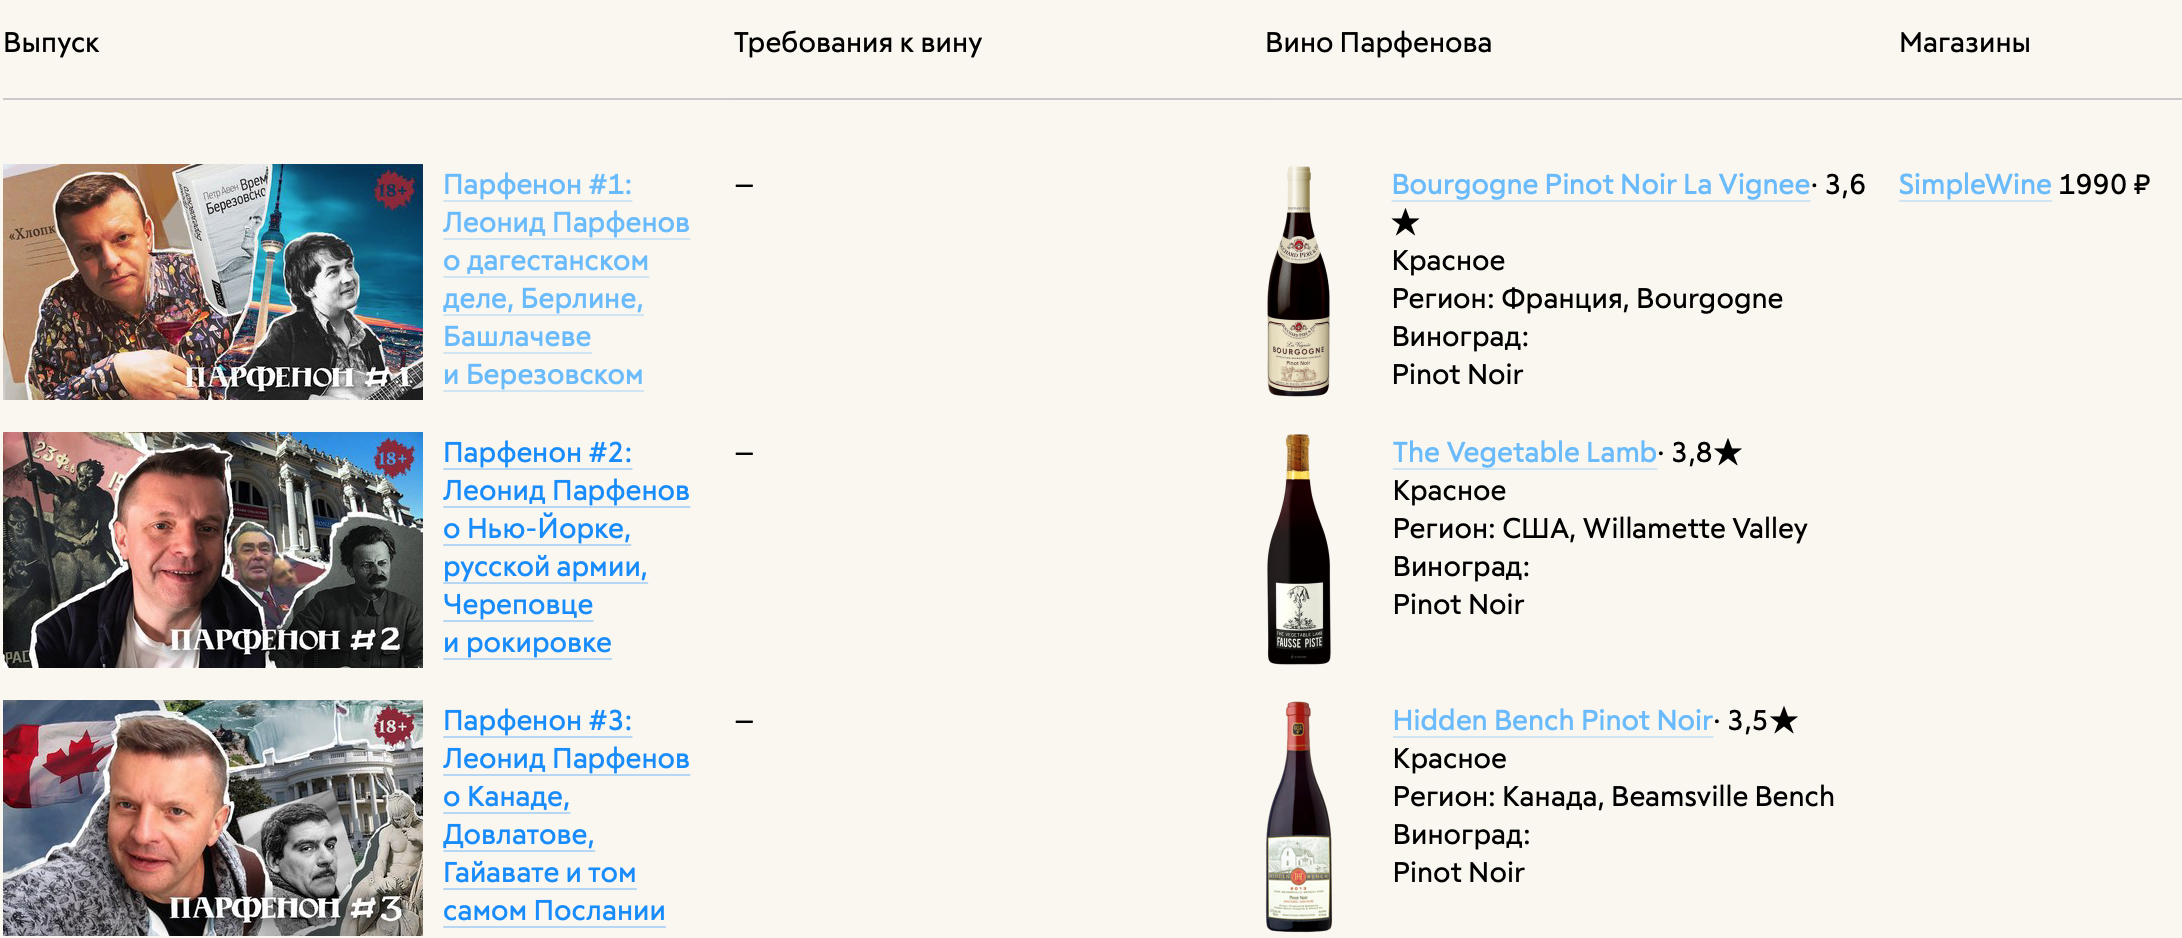 Выпуск
Требования к вину
Вино Парфенова
Магазины
«Хлопк
Петр Авен Врем
Березовско
18+
ПАРФЕНОН #1
Парфенон #1:
Леонид Парфенов
о дагестанском
деле, Берлине,
Башлачеве
и Березовском
—
BOURGOGNE
Pinot Noir
Bourgogne Pinot Noir La Vignee· 3,6
★
Красное
Регион: Франция, Bourgogne
Виноград:
Pinot Noir
SimpleWine 1990 ₽
18+
ПАРФЕНОН #2
Парфенон #2:
Леонид Парфенов
о Нью-Йорке,
русской армии,
Череповце
и рокировке
—
THE VEGETABLE LAMB
FAUSSE PISTE
The Vegetable Lamb· 3,8★
Красное
Регион: США, Willamette Valley
Виноград:
Pinot Noir
18+
ПАРФЕНОН #3
Парфенон #3:
Леонид Парфенов
о Канаде,
Довлатове,
Гайавате и том
самом Послании
—
HIDDEN BENCH
Pinot Noir
Hidden Bench Pinot Noir· 3,5★
Красное
Регион: Канада, Beamsville Bench
Виноград:
Pinot Noir